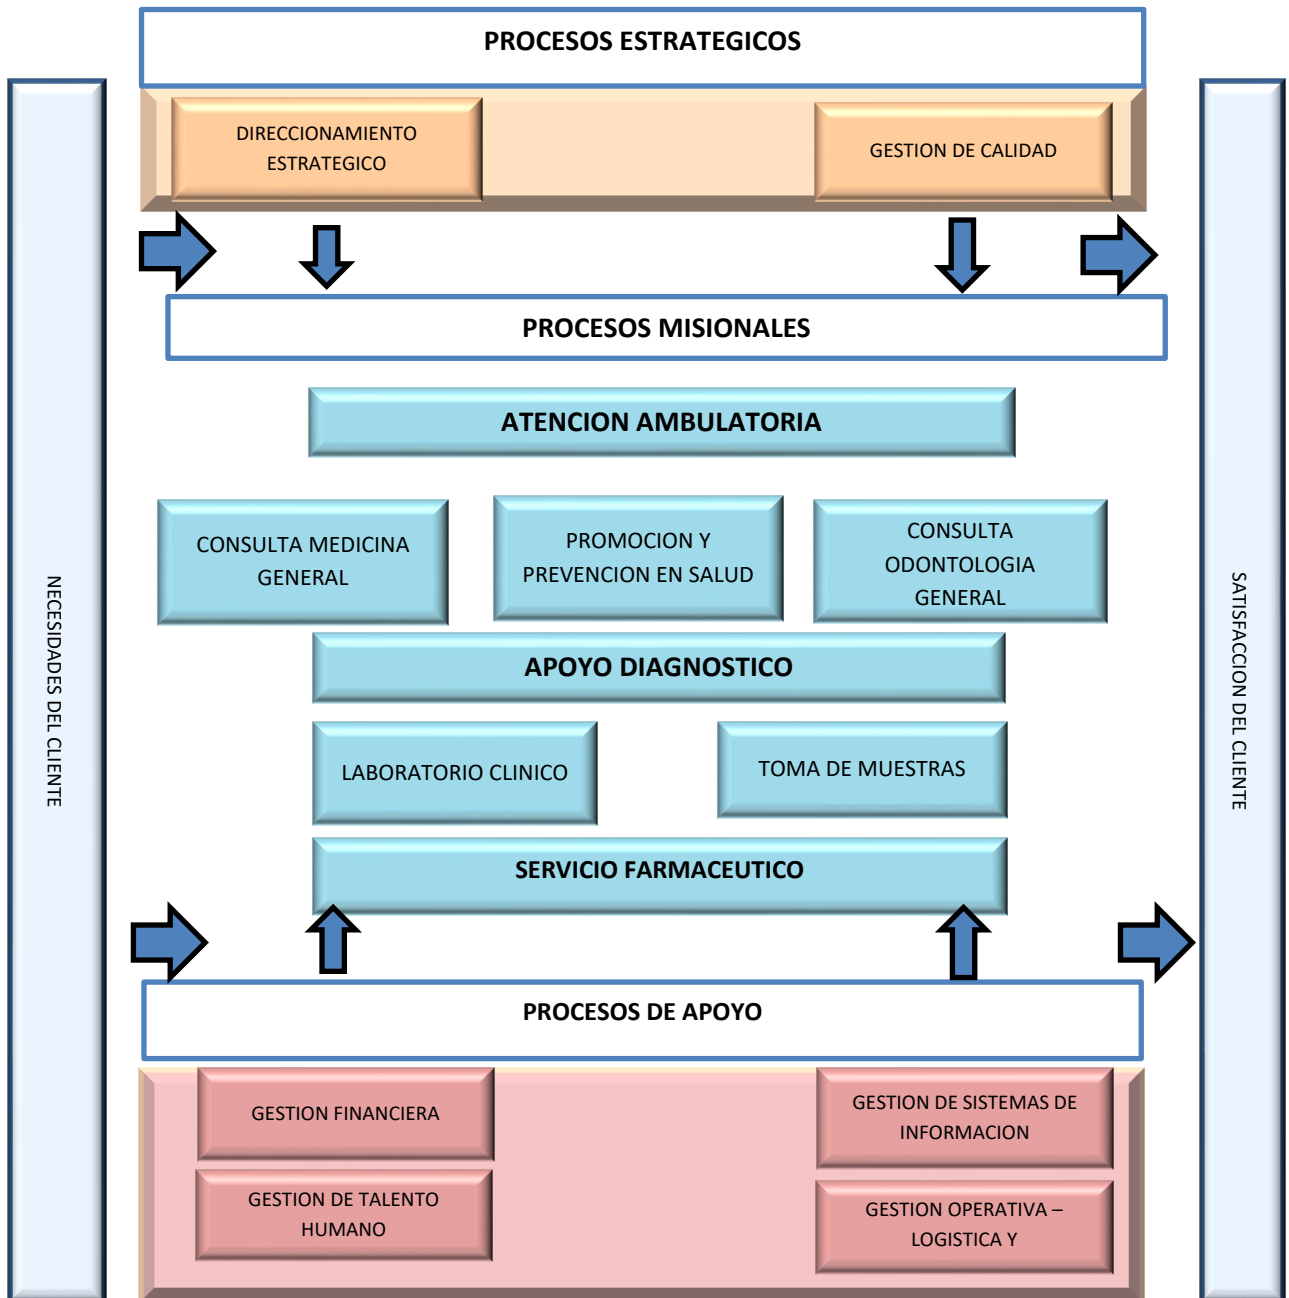 PROCESOS ESTRATEGICOS
DIRECCIONAMIENTO
ESTRATEGICO
GESTION DE CALIDAD
PROCESOS MISIONALES
ATENCION AMBULATORIA
CONSULTA MEDICINA
GENERAL
PROMOCION Y
PREVENCION EN SALUD
CONSULTA
ODONTOLOGIA
GENERAL
APOYO DIAGNOSTICO
LABORATORIO CLINICO
TOMA DE MUESTRAS
SERVICIO FARMACEUTICO
PROCESOS DE APOYO
GESTION FINANCIERA
GESTION DE SISTEMAS DE
INFORMACION
GESTION DE TALENTO
HUMANO
GESTION OPERATIVA –
LOGISTICA Y
NECESIDADES DEL CLIENTE
SATISFACCION DEL CLIENTE